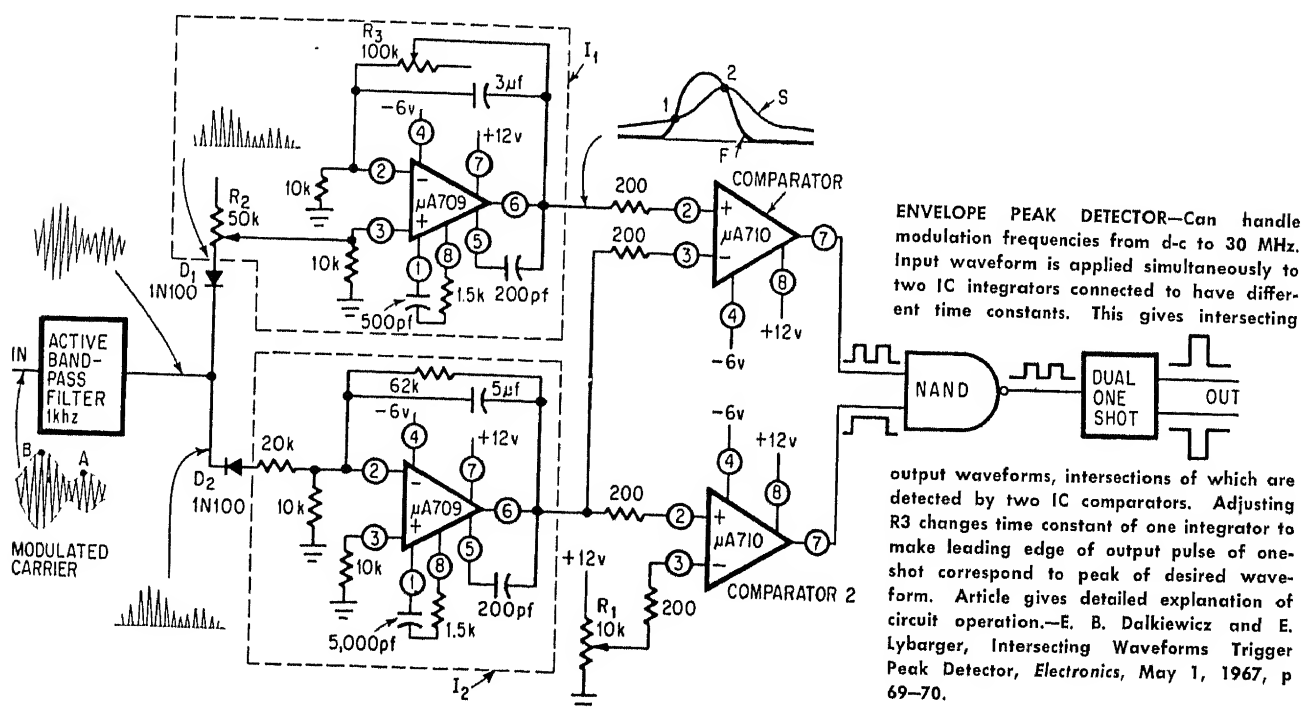 R3
100k
I1
3µf
-6v
4
+12v
7
10k
2
-
µA709
6
R2
50k
3
+
5
10k
1
8
1.5k
200pf
500pf
D1
1N100
1
2
S
F
COMPARATOR
200
2
+
µA710
7
200
3
-
8
4
+12v
-6v
ENVELOPE PEAK DETECTOR—Can handle
modulation frequencies from d-c to 30 MHz.
Input waveform is applied simultaneously to
two IC integrators connected to have differ-
ent time constants. This gives intersecting
IN
ACTIVE
BAND-
PASS
FILTER
1khz
B
A
MODULATED
CARRIER
D2
1N100
20k
62k
5µf
-6v
4
+12v
7
10k
2
-
µA709
6
3
+
5
10k
1
8
200pf
5,000pf
1.5k
I2
-6v
4
+12v
8
200
2
+
µA710
7
3
-
200
COMPARATOR 2
+12v
R1
10k
NAND
DUAL
ONE
SHOT
OUT
output waveforms, intersections of which are
detected by two IC comparators. Adjusting
R3 changes time constant of one integrator to
make leading edge of output pulse of one-
shot correspond to peak of desired wave-
form. Article gives detailed explanation of
circuit operation.—E. B. Dalkiewicz and E.
Lybarger, Intersecting Waveforms Trigger
Peak Detector, Electronics, May 1, 1967, p
69—70.